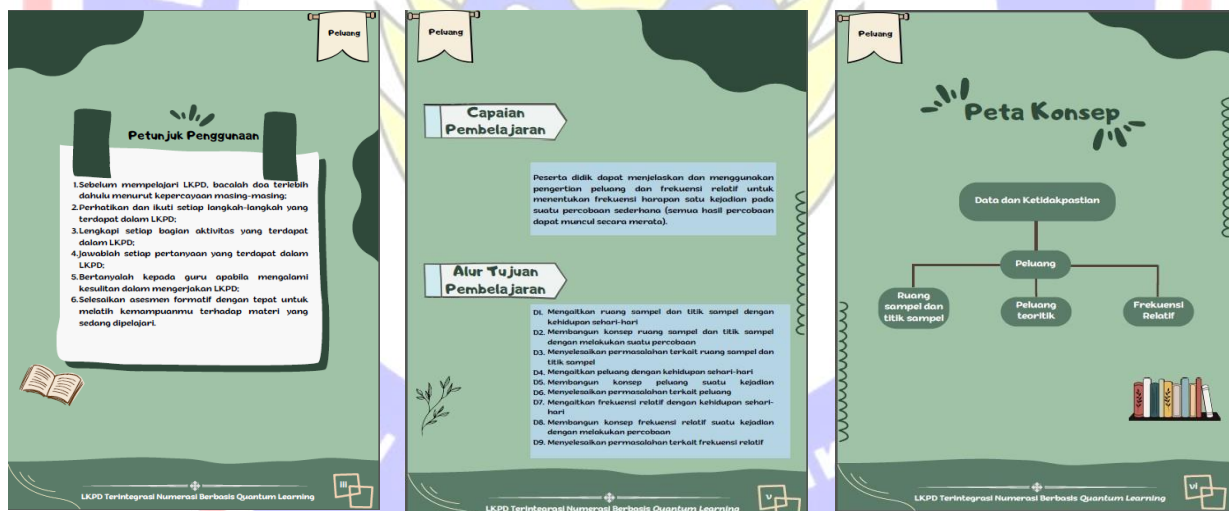 Peluang
Petunjuk Penggunaan
1.Sebelum mempelajari LKPD, bacalah doa terlebih
dahulu menurut kepercayaan masing-masing;
2.Perhatikan dan ikuti setiap langkah-langkah yang
terdapat dalam LKPD;
3.Lengkapi setiap bagian aktivitas yang terdapat
dalam LKPD;
4.Jawablah setiap pertanyaan yang terdapat dalam
LKPD;
5.Bertanyalah kepada guru apabila mengalami
kesulitan dalam mengerjakan LKPD;
6.Selesaikan asesmen formatif dengan tepat untuk
melatih kemampuanmu terhadap materi yang
sedang dipelajari.
LKPD Terintegrasi Numerasi Berbasis Quantum Learning
iii
Peluang
Capaian
Pembelajaran
Peserta didik dapat menjelaskan dan menggunakan
pengertian peluang dan frekuensi relatif untuk
menentukan frekuensi harapan satu kejadian pada
suatu percobaan sederhana (semua hasil percobaan
dapat muncul secara merata).
Alur Tujuan
Pembelajaran
D1. Mengaitkan ruang sampel dan titik sampel dengan
kehidupan sehari-hari
D2. Membangun konsep ruang sampel dan titik sampel
dengan melakukan suatu percobaan
D3. Menyelesaikan permasalahan terkait ruang sampel dan
titik sampel
D4. Mengaitkan peluang dengan kehidupan sehari-hari
D5. Membangun konsep peluang suatu kejadian
D6. Menyelesaikan permasalahan terkait peluang
D7. Mengaitkan frekuensi relatif dengan kehidupan sehari-
hari
D8. Membangun konsep frekuensi relatif suatu kejadian
dengan melakukan percobaan
D9. Menyelesaikan permasalahan terkait frekuensi relatif
LKPD Terintegrasi Numerasi Berbasis Quantum Learning
v
Peluang
Peta Konsep
Data dan Ketidakpastian
Peluang
Ruang
sampel dan
titik sampel
Peluang
teoritik
Frekuensi
Relatif
LKPD Terintegrasi Numerasi Berbasis Quantum Learning
vi